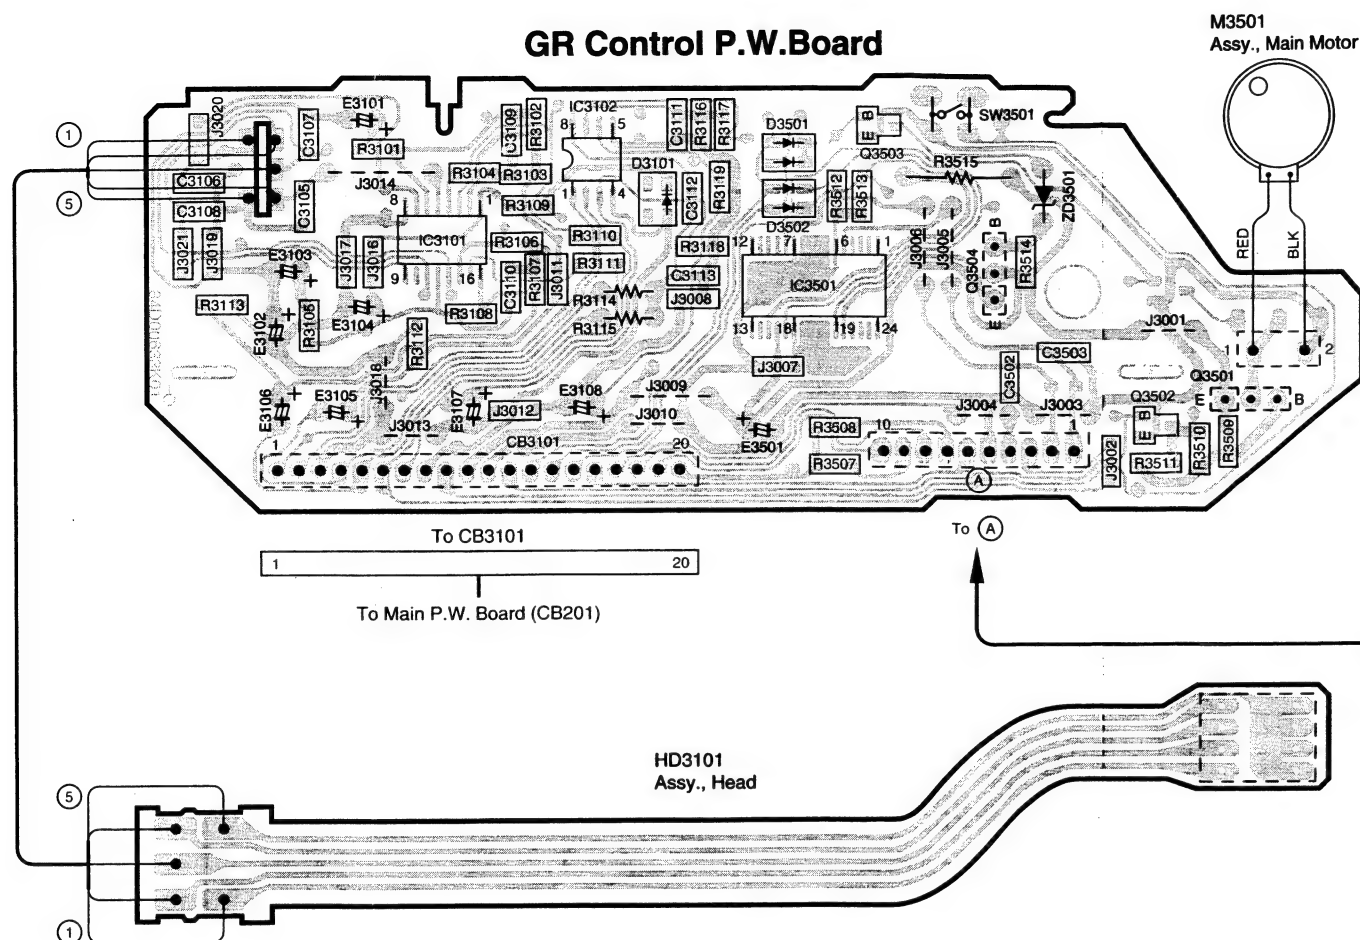 GR Control P.W.Board
M3501
Assy., Main Motor
RED
BLK
1
5
J3020
C3107
E3101
+
R3101
J3014
C3106
C3108
C3105
J3021
J3019
E3103
+
J3017
J3016
8
1
IC3101
9
16
R3113
E3102
+
R3105
E3104
+
R3112
R3108
C3109
R3102
IC3102
8
5
1
4
R3104
R3103
R3109
R3106
C3110
R3107
J3011
R3110
R3111
R3114
R3115
D3101
C3112
C3111
R3116
R3117
R3119
R3118
C3113
J3008
D3501
D3502
12
7
6
1
IC3501
13
18
19
24
J3007
B
E
Q3503
R3512
R3513
SW3501
R3515
ZD3501
J3006
J3005
B
Q3504
E
R3514
J3001
1
2
C3503
C3502
Q3501
E
B
Q3502
B
E
R3510
R3509
R3511
J3002
J3004
J3003
10
1
R3508
R3507
A
E3106
+
E3105
+
J3018
J3013
E3107
+
J3012
E3108
+
J3009
J3010
E3501
+
1
CB3101
20
To CB3101
1
20
To Main P.W. Board (CB201)
To A
HD3101
Assy., Head
5
1